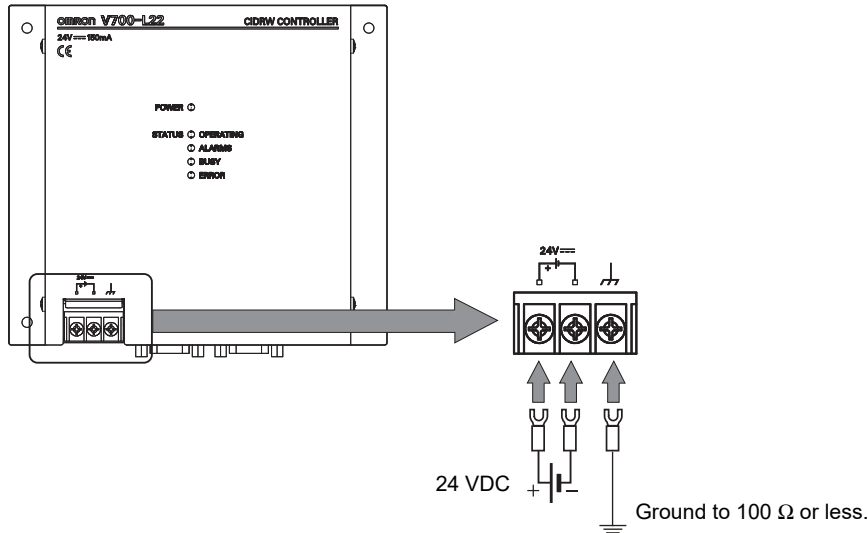 OMRON V700-L22 CIDRW CONTROLLER
24V 150mA
CE
POWER
STATUS OPERATING
ALARMS
BUSY
ERROR
24V
+
24V
+
24 VDC + −
Ground to 100 Ω or less.